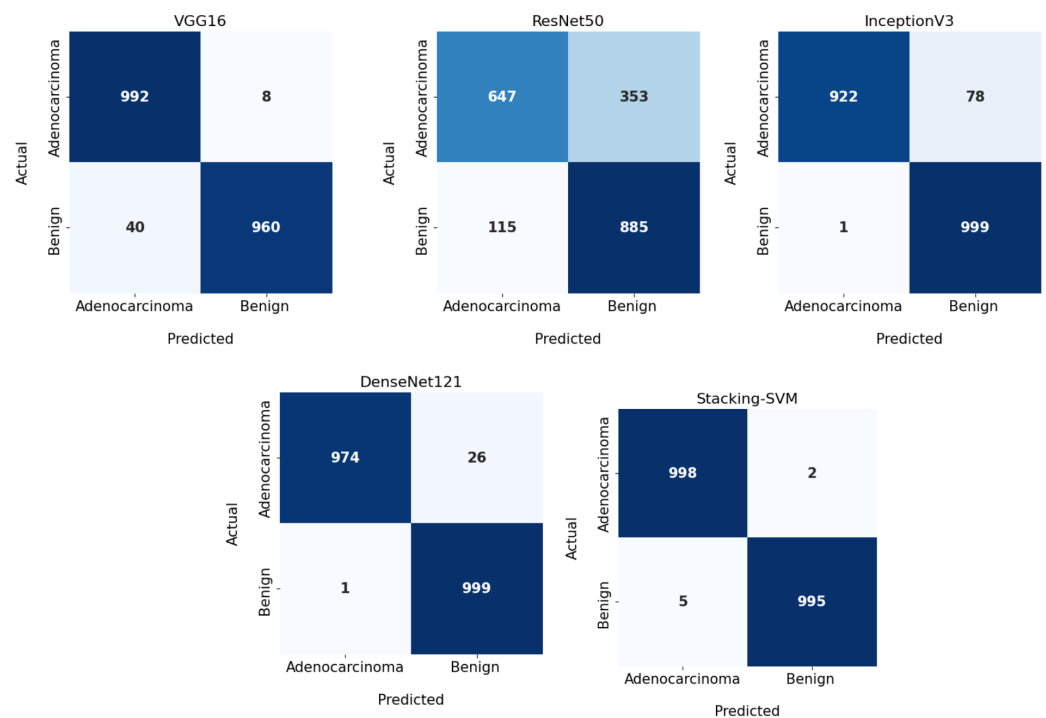 VGG16
Actual
Adenocarcinoma
992 8
Benign
40 960
Adenocarcinoma Benign
Predicted
ResNet50
Actual
Adenocarcinoma
647 353
Benign
115 885
Adenocarcinoma Benign
Predicted
InceptionV3
Actual
Adenocarcinoma
922 78
Benign
1 999
Adenocarcinoma Benign
Predicted
DenseNet121
Actual
Adenocarcinoma
974 26
Benign
1 999
Adenocarcinoma Benign
Predicted
Stacking-SVM
Actual
Adenocarcinoma
998 2
Benign
5 995
Adenocarcinoma Benign
Predicted